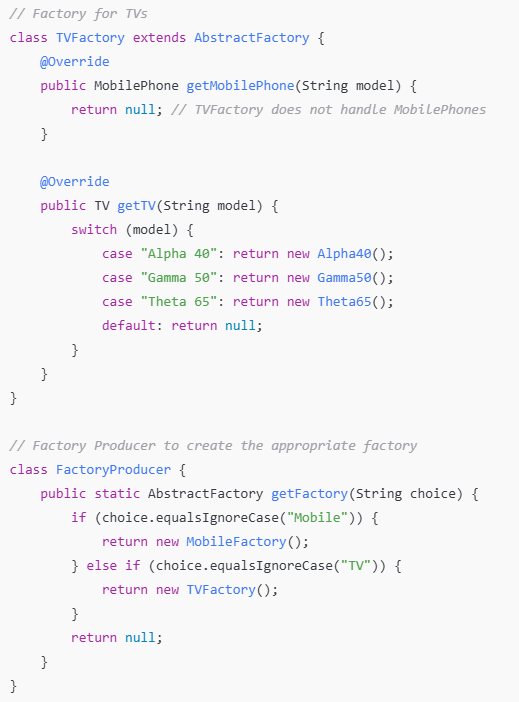 // Factory for TVs
class TVFactory extends AbstractFactory {
    @Override
    public MobilePhone getMobilePhone(String model) {
        return null; // TVFactory does not handle MobilePhones
    }

    @Override
    public TV getTV(String model) {
        switch (model) {
            case "Alpha 40": return new Alpha40();
            case "Gamma 50": return new Gamma50();
            case "Theta 65": return new Theta65();
            default: return null;
        }
    }
}

// Factory Producer to create the appropriate factory
class FactoryProducer {
    public static AbstractFactory getFactory(String choice) {
        if (choice.equalsIgnoreCase("Mobile")) {
            return new MobileFactory();
        } else if (choice.equalsIgnoreCase("TV")) {
            return new TVFactory();
        }
        return null;
    }
}